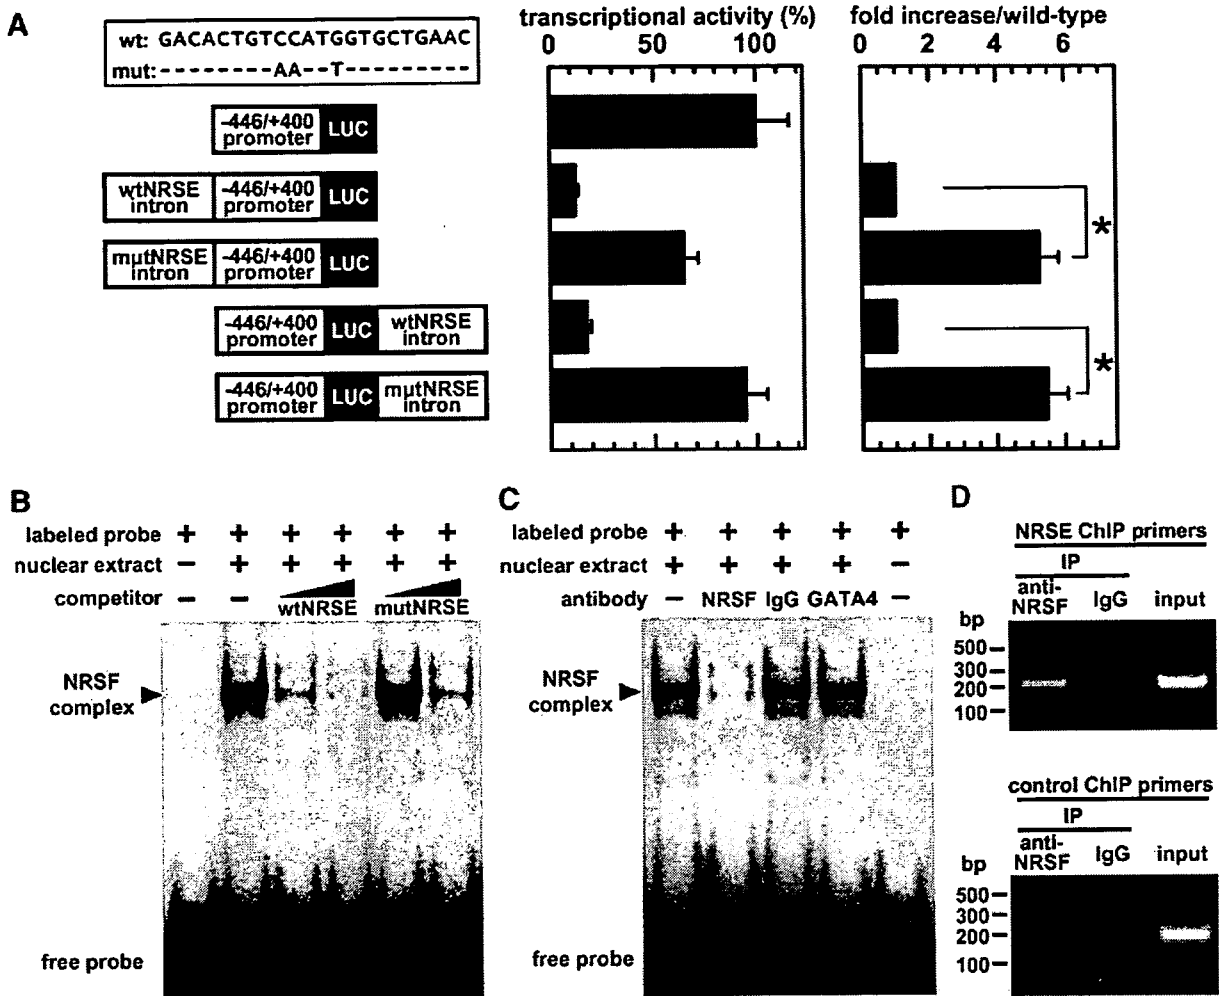 A
transcriptional activity (%)
fold increase/wild-type
0 50 100
0 2 4 6
wt: GACACTGTCCATGGTGCTGAAC
mut:--------AA--T---------
-446/+400 promoter LUC
wtNRSE intron -446/+400 promoter LUC
mutNRSE intron -446/+400 promoter LUC
-446/+400 promoter LUC wtNRSE intron
-446/+400 promoter LUC mutNRSE intron
*
*
B
labeled probe + + + + + +
nuclear extract - + + + + +
competitor - - wtNRSE mutNRSE
NRSF complex
free probe
C
labeled probe + + + + +
nuclear extract + + + + -
antibody - NRSF IgG GATA4 -
NRSF complex
free probe
D
NRSE ChIP primers
IP
anti-NRSF IgG input
bp
500
300
200
100
control ChIP primers
IP
anti-NRSF IgG input
bp
500
300
200
100